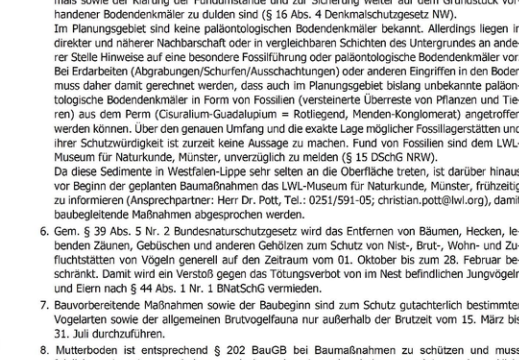 mals sowie der Klärung der Fundumstände und zur Sicherung weiter auf dem Grundstück vor-
handener Bodendenkmäler zu dulden sind (§ 16 Abs. 4 Denkmalschutzgesetz NW).
Im Planungsgebiet sind keine paläontologischen Bodendenkmäler bekannt. Allerdings liegen in
direkter und näherer Nachbarschaft oder in vergleichbaren Schichten des Untergrundes an ande-
rer Stelle Hinweise auf eine besondere Fossilführung oder paläontologische Bodendenkmäler vor.
Bei Erdarbeiten (Abgrabungen/Schurfen/Ausschachtungen) oder anderen Eingriffen in den Boden
muss daher damit gerechnet werden, dass auch im Planungsgebiet bislang unbekannte paläon-
tologische Bodendenkmäler in Form von Fossilien (versteinerte Überreste von Pflanzen und Tie-
ren) aus dem Perm (Cisuralium-Guadalupium = Rotliegend, Menden-Konglomerat) angetroffen
werden können. Über den genauen Umfang und die exakte Lage möglicher Fossillagerstätten und
ihrer Schutzwürdigkeit ist zurzeit keine Aussage zu machen. Fund von Fossilien sind dem LWL-
Museum für Naturkunde, Münster, unverzüglich zu melden (§ 15 DSchG NRW).
Da diese Sedimente in Westfalen-Lippe sehr selten an die Oberfläche treten, ist darüber hinaus
vor Beginn der geplanten Baumaßnahmen das LWL-Museum für Naturkunde, Münster, frühzeitig
zu informieren (Ansprechpartner: Herr Dr. Pott, Tel.: 0251/591-05; christian.pott@lwl.org), damit
baubegleitende Maßnahmen abgesprochen werden.
6. Gem. § 39 Abs. 5 Nr. 2 Bundesnaturschutzgesetz wird das Entfernen von Bäumen, Hecken, le-
benden Zäunen, Gebüschen und anderen Gehölzen zum Schutz von Nist-, Brut-, Wohn- und Zu-
fluchtstätten von Vögeln generell auf den Zeitraum vom 01. Oktober bis zum 28. Februar be-
schränkt. Damit wird ein Verstoß gegen das Tötungsverbot von im Nest befindlichen Jungvögeln
und Eiern nach § 44 Abs. 1 Nr. 1 BNatSchG vermieden.
7. Bauvorbereitende Maßnahmen sowie der Baubeginn sind zum Schutz gutachterlich bestimmter
Vogelarten sowie der allgemeinen Brutvogelfauna nur außerhalb der Brutzeit vom 15. März bis
31. Juli durchzuführen.
8. Mutterboden ist entsprechend § 202 BauGB bei Baumaßnahmen zu schützen und muss